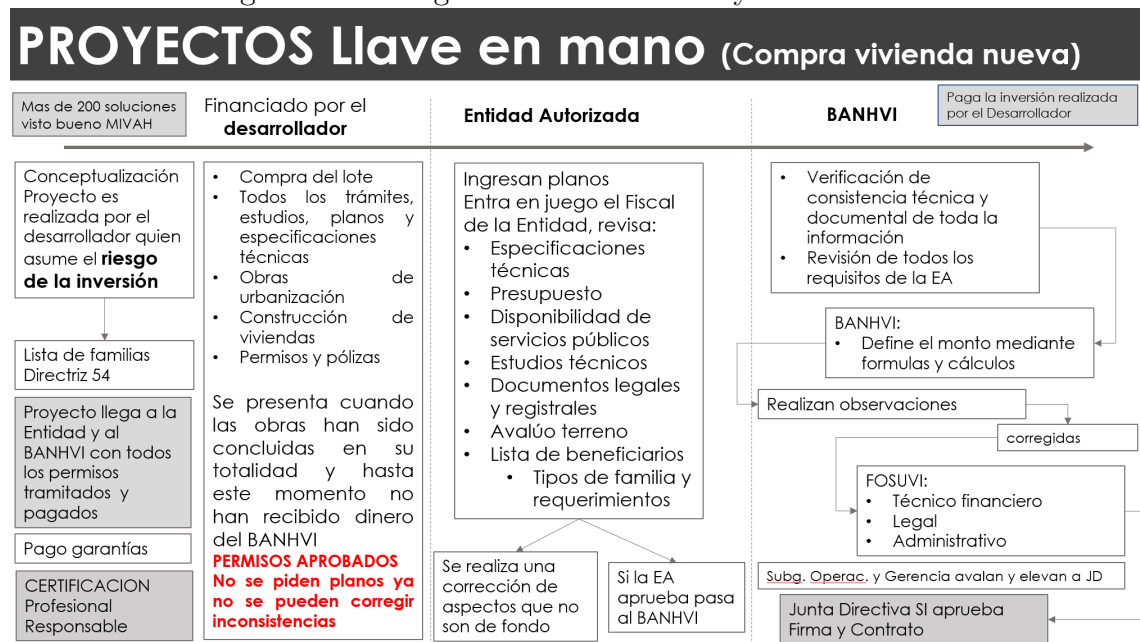 PROYECTOS Llave en mano (Compra vivienda nueva)
Mas de 200 soluciones
visto bueno MIVAH
Financiado por el
desarrollador
Entidad Autorizada
BANHVI
Paga la inversión realizada
por el Desarrollador
Conceptualización
Proyecto es
realizada por el
desarrollador quien
asume el riesgo
de la inversión
Lista de familias
Directriz 54
Proyecto llega a la
Entidad y al
BANHVI con todos
los permisos
tramitados y
pagados
Pago garantías
CERTIFICACION
Profesional
Responsable
• Compra del lote
• Todos los trámites,
estudios, planos y
especificaciones
técnicas
• Obras de
urbanización
• Construcción de
viviendas
• Permisos y pólizas
Se presenta cuando
las obras han sido
concluidas en su
totalidad y hasta
este momento no
han recibido dinero
del BANHVI
PERMISOS APROBADOS
No se piden planos ya
no se pueden corregir
inconsistencias
Ingresan planos
Entra en juego el Fiscal
de la Entidad, revisa:
• Especificaciones
técnicas
• Presupuesto
• Disponibilidad de
servicios públicos
• Estudios técnicos
• Documentos legales
y registrales
• Avalúo terreno
• Lista de beneficiarios
• Tipos de familia y
requerimientos
Se realiza una
corrección de
aspectos que no
son de fondo
Si la EA
aprueba pasa
al BANHVI
• Verificación de
consistencia técnica y
documental de toda la
información
• Revisión de todos los
requisitos de la EA
BANHVI:
• Define el monto mediante
formulas y cálculos
Realizan observaciones
corregidas
FOSUVI:
• Técnico financiero
• Legal
• Administrativo
Subg. Operac. y Gerencia avalan y elevan a JD
Junta Directiva SI aprueba
Firma y Contrato